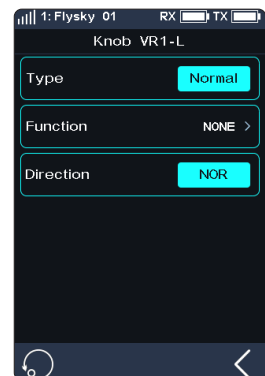 1: Flysky 01 RX TX
Knob VR1-L
Type Normal
Function NONE >
Direction NOR